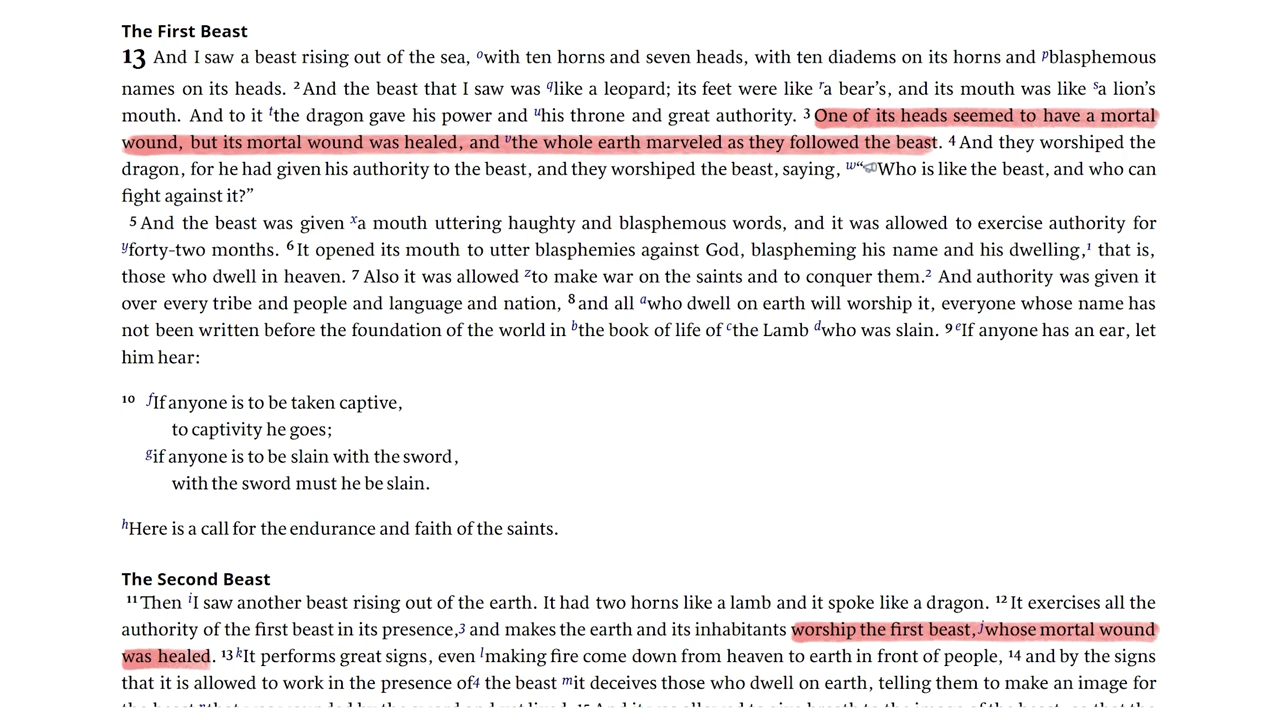 The First Beast
13 And I saw a beast rising out of the sea, owith ten horns and seven heads, with ten diadems on its horns and pblasphemous
names on its heads. 2 And the beast that I saw was qlike a leopard; its feet were like ra bear’s, and its mouth was like sa lion’s
mouth. And to it tthe dragon gave his power and uhis throne and great authority. 3 One of its heads seemed to have a mortal
wound, but its mortal wound was healed, and vthe whole earth marveled as they followed the beast. 4 And they worshiped the
dragon, for he had given his authority to the beast, and they worshiped the beast, saying, w“Who is like the beast, and who can
fight against it?”
5 And the beast was given xa mouth uttering haughty and blasphemous words, and it was allowed to exercise authority for
yforty-two months. 6 It opened its mouth to utter blasphemies against God, blaspheming his name and his dwelling,1 that is,
those who dwell in heaven. 7 Also it was allowed zto make war on the saints and to conquer them.2 And authority was given it
over every tribe and people and language and nation, 8 and all awho dwell on earth will worship it, everyone whose name has
not been written before the foundation of the world in bthe book of life of cthe Lamb dwho was slain. 9 eIf anyone has an ear, let
him hear:
10 fIf anyone is to be taken captive,
to captivity he goes;
gif anyone is to be slain with the sword,
with the sword must he be slain.
hHere is a call for the endurance and faith of the saints.
The Second Beast
11 Then iI saw another beast rising out of the earth. It had two horns like a lamb and it spoke like a dragon. 12 It exercises all the
authority of the first beast in its presence,3 and makes the earth and its inhabitants worship the first beast, jwhose mortal wound
was healed. 13 kIt performs great signs, even lmaking fire come down from heaven to earth in front of people, 14 and by the signs
that it is allowed to work in the presence of4 the beast mit deceives those who dwell on earth, telling them to make an image for